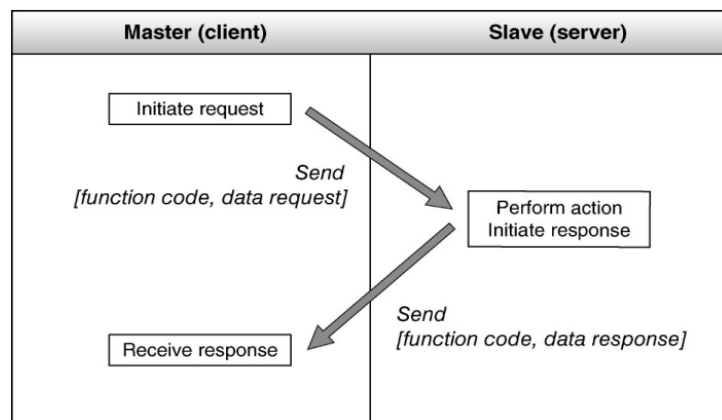 Master (client)
Slave (server)
Initiate request
Send
[function code, data request]
Perform action
Initiate response
Send
[function code, data response]
Receive response